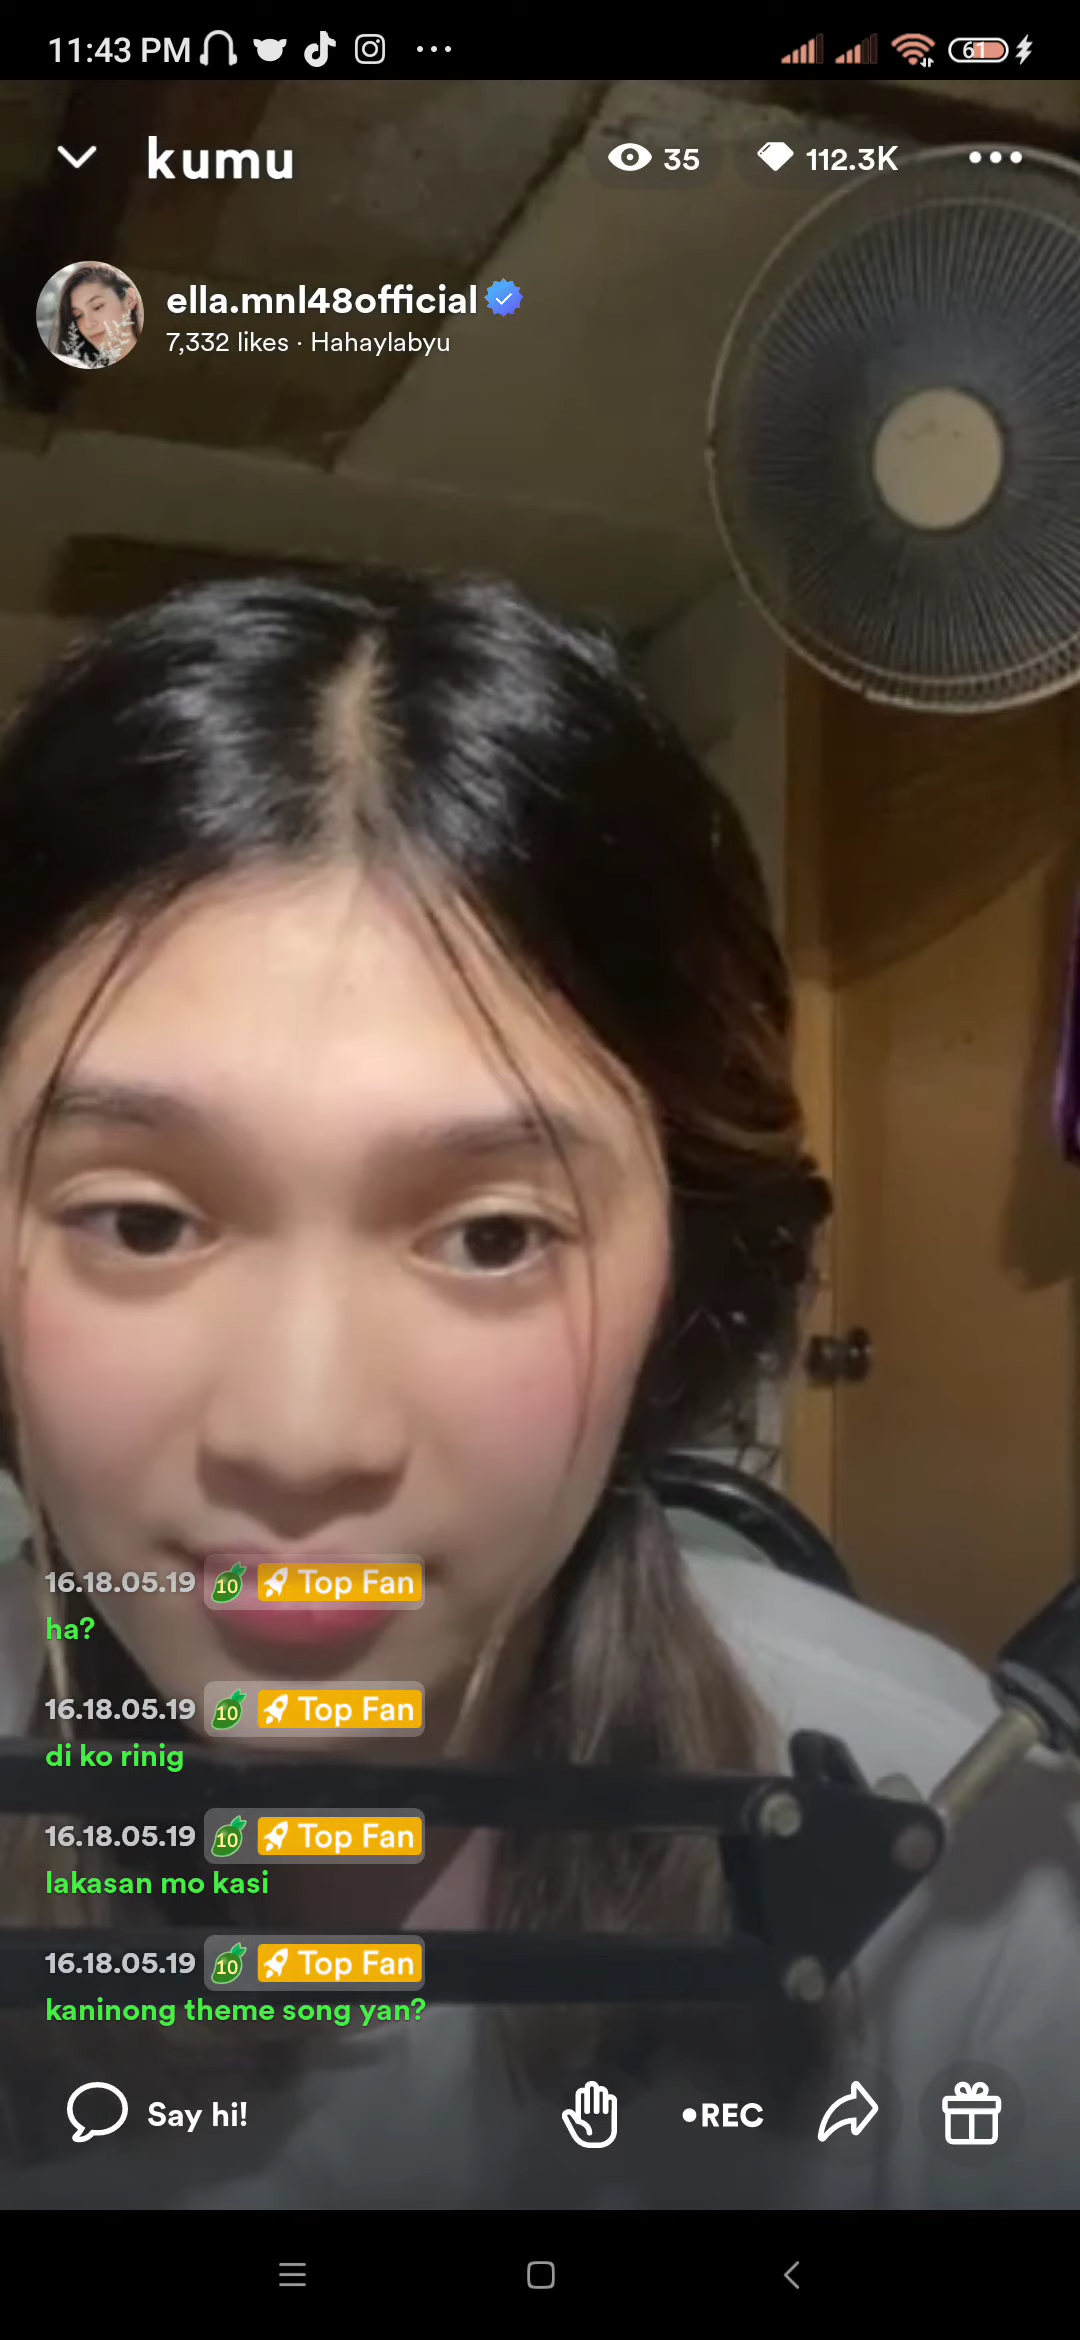 11:43 PM
61
kumu
35
112.3K
ella.mnl48official
7,332 likes · Hahaylabyu
16.18.05.19 10 Top Fan
ha?
16.18.05.19 10 Top Fan
di ko rinig
16.18.05.19 10 Top Fan
lakasan mo kasi
16.18.05.19 10 Top Fan
kaninong theme song yan?
Say hi!
•REC